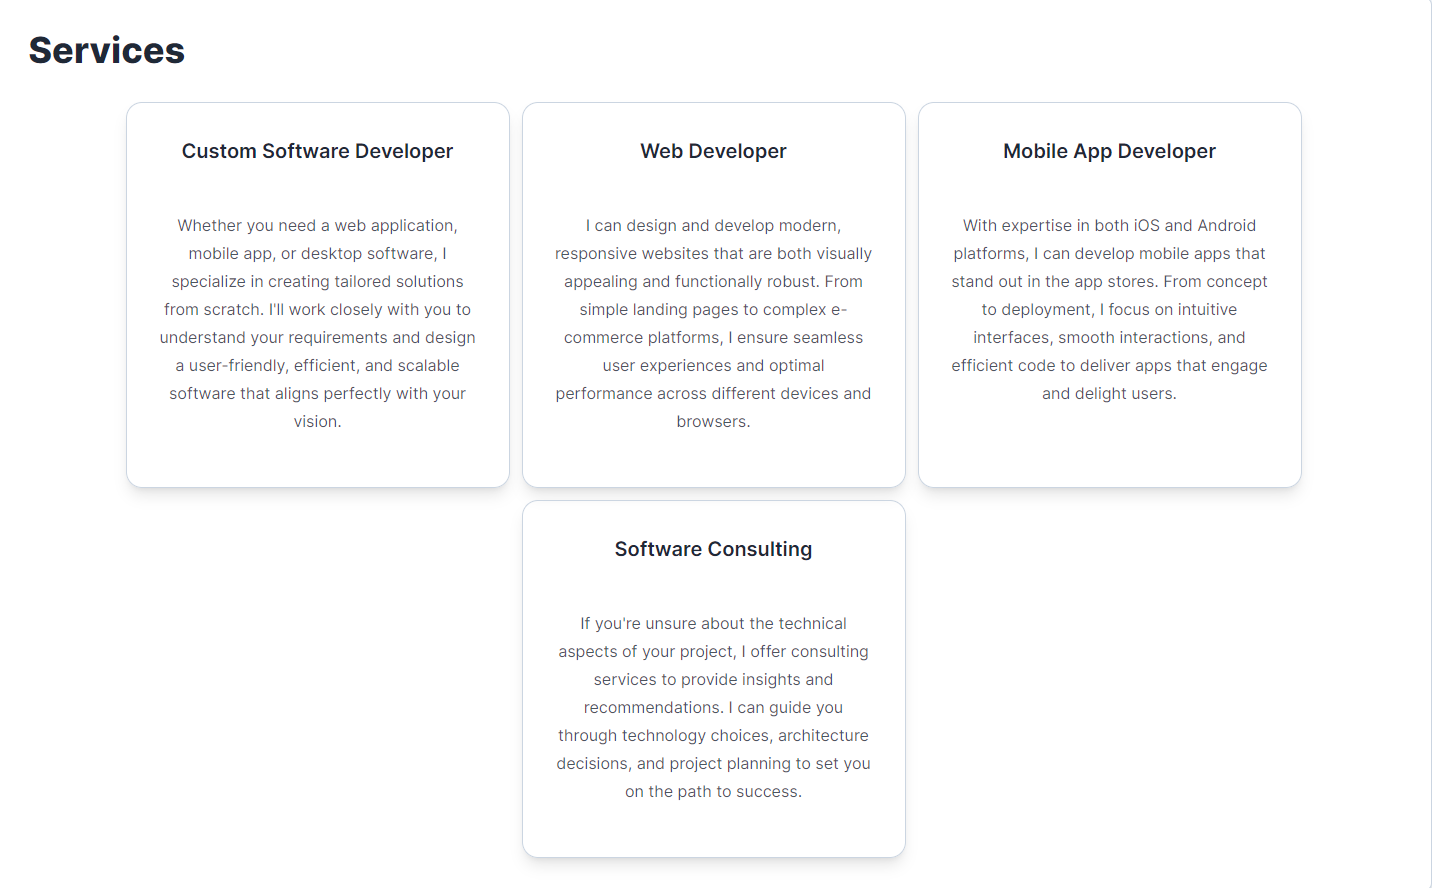 Services
Custom Software Developer
Whether you need a web application,
mobile app, or desktop software, I
specialize in creating tailored solutions
from scratch. I'll work closely with you to
understand your requirements and design
a user-friendly, efficient, and scalable
software that aligns perfectly with your
vision.
Web Developer
I can design and develop modern,
responsive websites that are both visually
appealing and functionally robust. From
simple landing pages to complex e-
commerce platforms, I ensure seamless
user experiences and optimal
performance across different devices and
browsers.
Mobile App Developer
With expertise in both iOS and Android
platforms, I can develop mobile apps that
stand out in the app stores. From concept
to deployment, I focus on intuitive
interfaces, smooth interactions, and
efficient code to deliver apps that engage
and delight users.
Software Consulting
If you're unsure about the technical
aspects of your project, I offer consulting
services to provide insights and
recommendations. I can guide you
through technology choices, architecture
decisions, and project planning to set you
on the path to success.